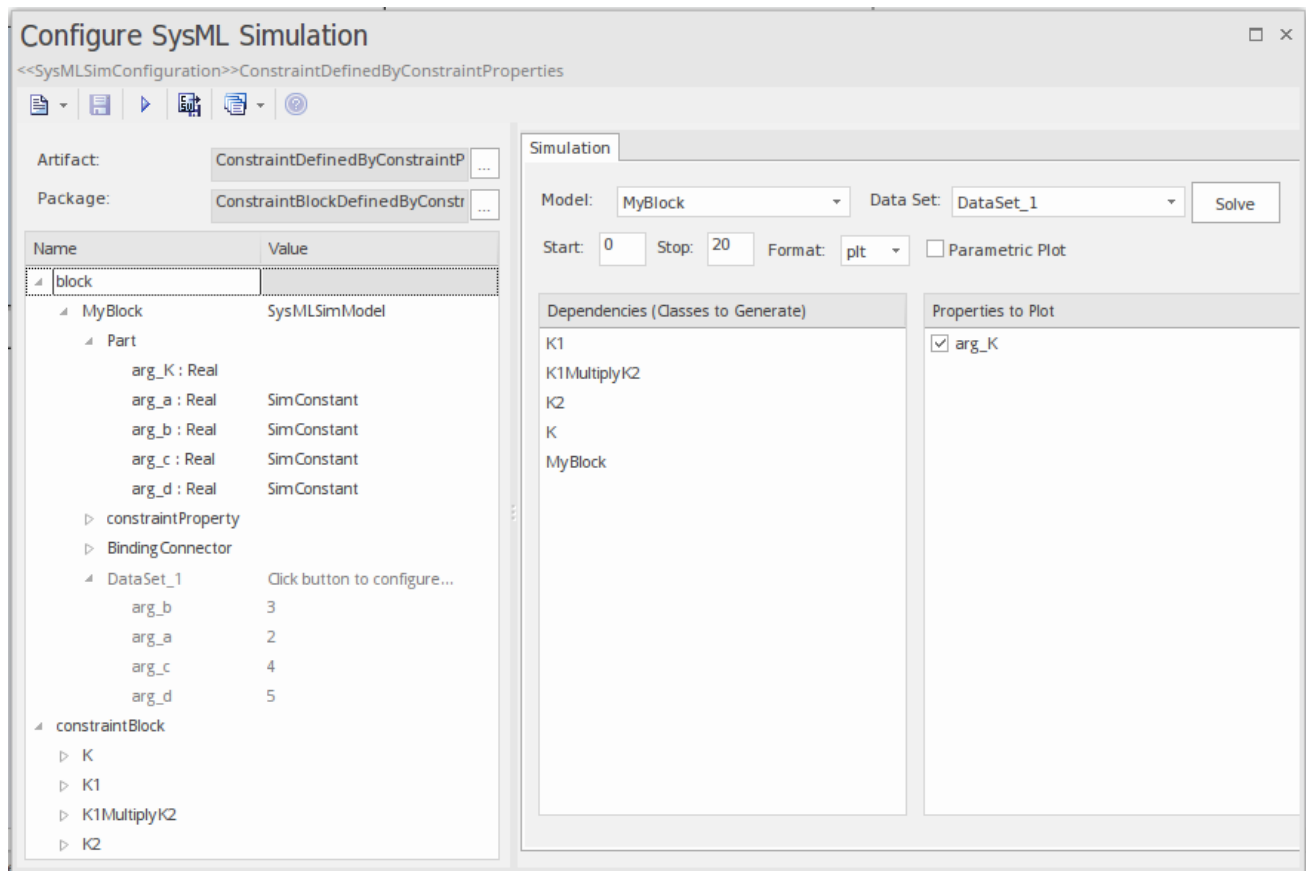 Configure SysML Simulation
<<SysMLSimConfiguration>>ConstraintDefinedByConstraintProperties
Artifact: ConstraintDefinedByConstraintP ...
Package: ConstraintBlockDefinedByConstr ...
Name Value
block
MyBlock SysMLSimModel
Part
arg_K : Real
arg_a : Real SimConstant
arg_b : Real SimConstant
arg_c : Real SimConstant
arg_d : Real SimConstant
constraintProperty
BindingConnector
DataSet_1 Click button to configure...
arg_b 3
arg_a 2
arg_c 4
arg_d 5
constraintBlock
K
K1
K1MultiplyK2
K2
Simulation
Model: MyBlock Data Set: DataSet_1 Solve
Start: 0 Stop: 20 Format: plt Parametric Plot
Dependencies (Classes to Generate)
K1
K1MultiplyK2
K2
K
MyBlock
Properties to Plot
arg_K